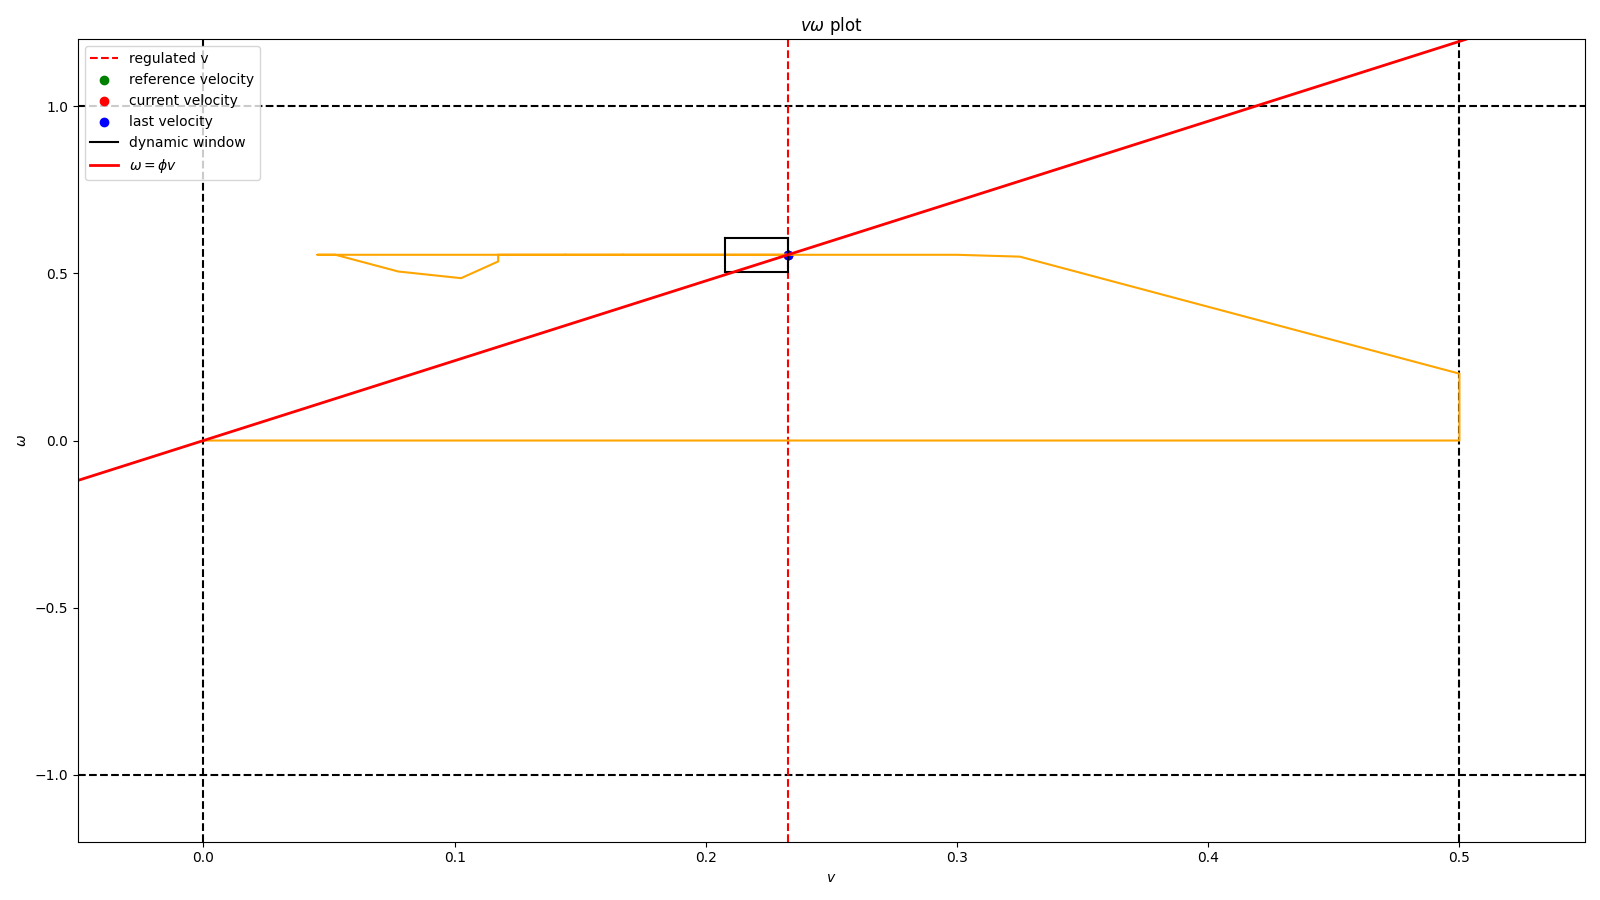 vω plot
regulated v
reference velocity
current velocity
last velocity
dynamic window
ω = ϕv
1.0
0.5
0.0
−0.5
−1.0
ω
0.0 0.1 0.2 0.3 0.4 0.5
v